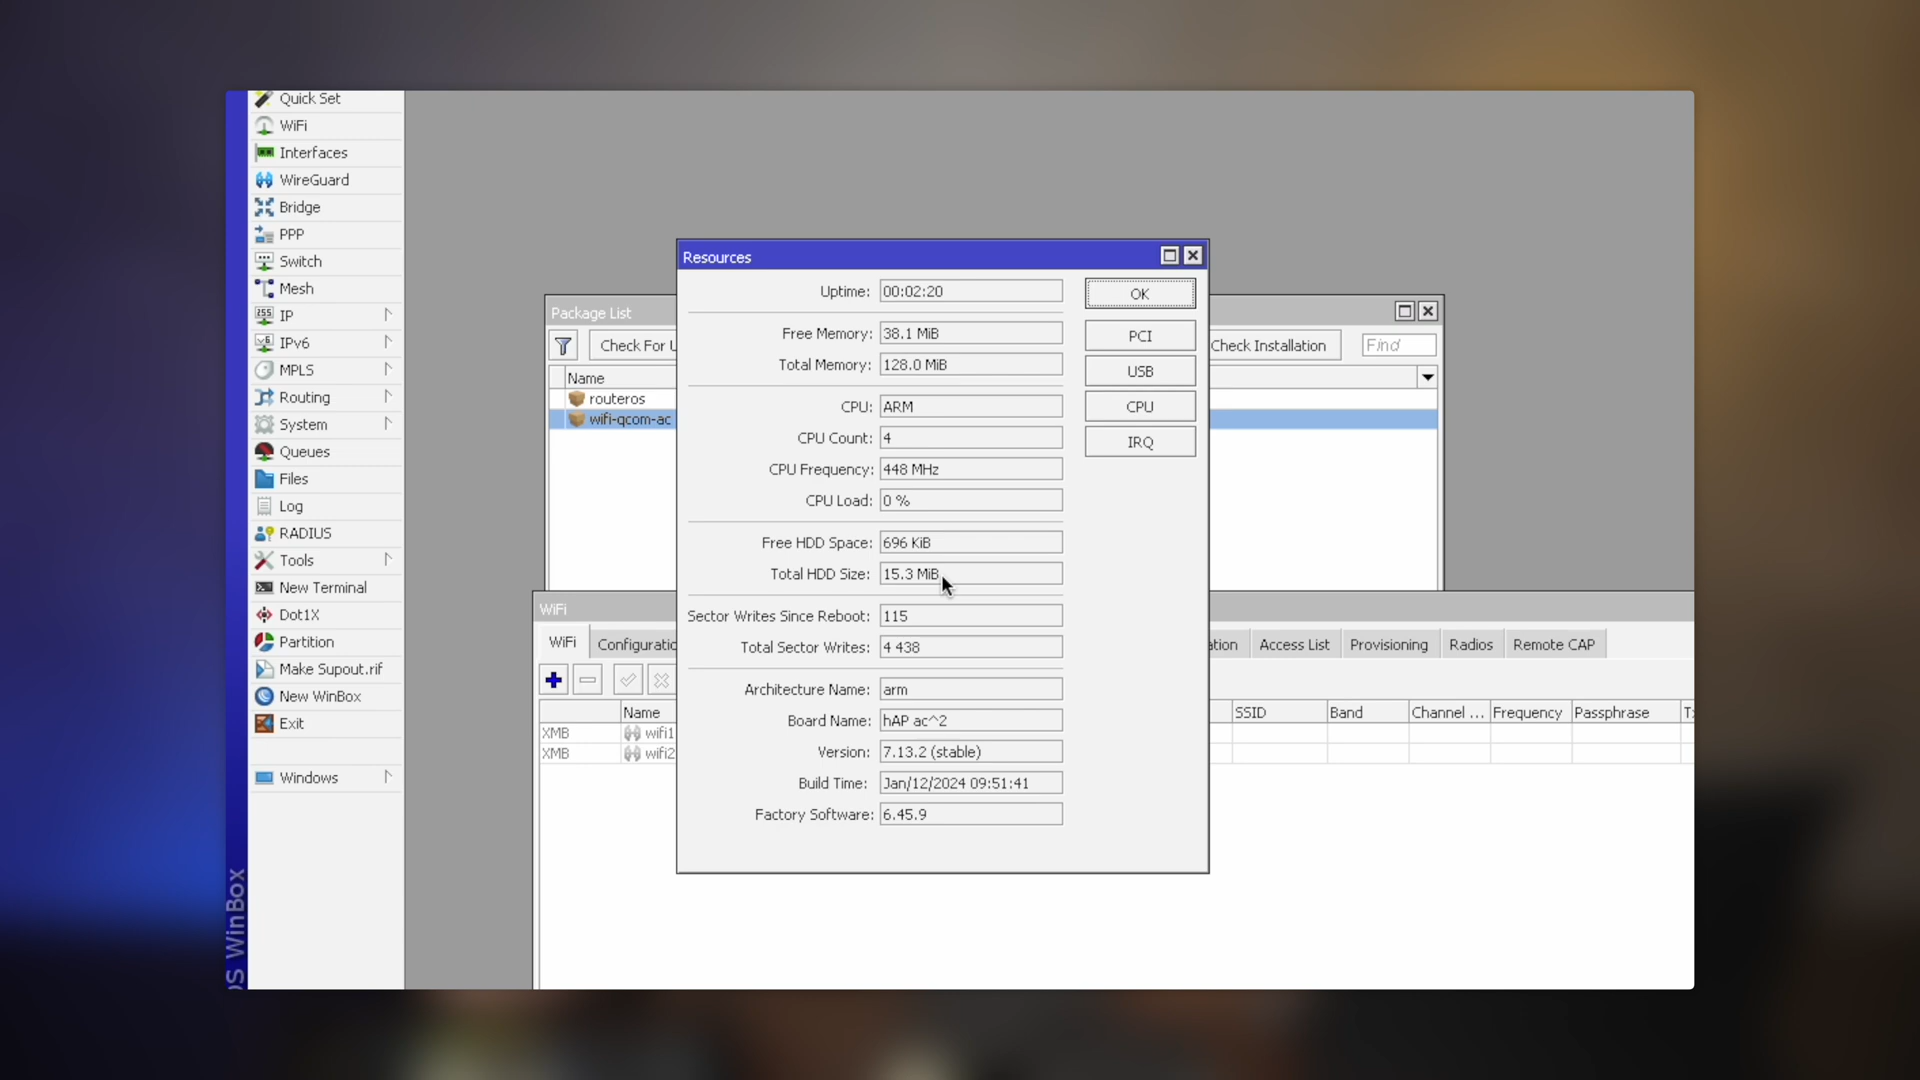 Quick Set
WiFi
Interfaces
WireGuard
Bridge
PPP
Switch
Mesh
IP
IPv6
MPLS
Routing
System
Queues
Files
Log
RADIUS
Tools
New Terminal
Dot1X
Partition
Make Supout.rif
New WinBox
Exit
Windows
OS WinBox
Package List
Check For U
Check Installation
Find
Name
routeros
wifi-qcom-ac
Resources
Uptime: 00:02:20
Free Memory: 38.1 MiB
Total Memory: 128.0 MiB
CPU: ARM
CPU Count: 4
CPU Frequency: 448 MHz
CPU Load: 0 %
Free HDD Space: 696 KiB
Total HDD Size: 15.3 MiB
Sector Writes Since Reboot: 115
Total Sector Writes: 4 438
Architecture Name: arm
Board Name: hAP ac^2
Version: 7.13.2 (stable)
Build Time: Jan/12/2024 09:51:41
Factory Software: 6.45.9
OK
PCI
USB
CPU
IRQ
WiFi
WiFi Configuratio ation Access List Provisioning Radios Remote CAP
Name SSID Band Channel ... Frequency Passphrase
XMB wifi1
XMB wifi2